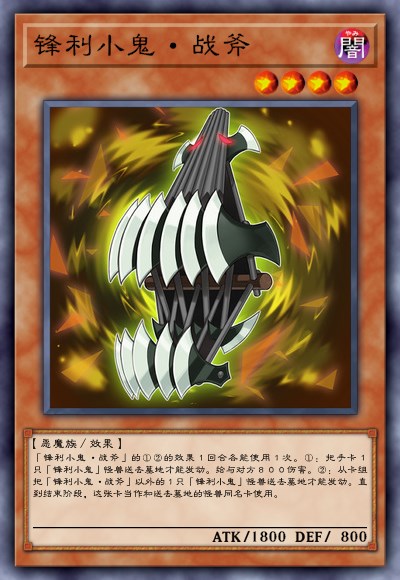 锋利小鬼·战斧
やみ
闇
【恶魔族／效果】
「锋利小鬼·战斧」的①②的效果1回合各能使用1次。①：把手卡1
只「锋利小鬼」怪兽送去墓地才能发动。给与对方800伤害。②：从卡组
把「锋利小鬼·战斧」以外的1只「锋利小鬼」怪兽送去墓地才能发动。直
到结束阶段，这张卡当作和送去墓地的怪兽同名卡使用。
ATK/1800 DEF/ 800